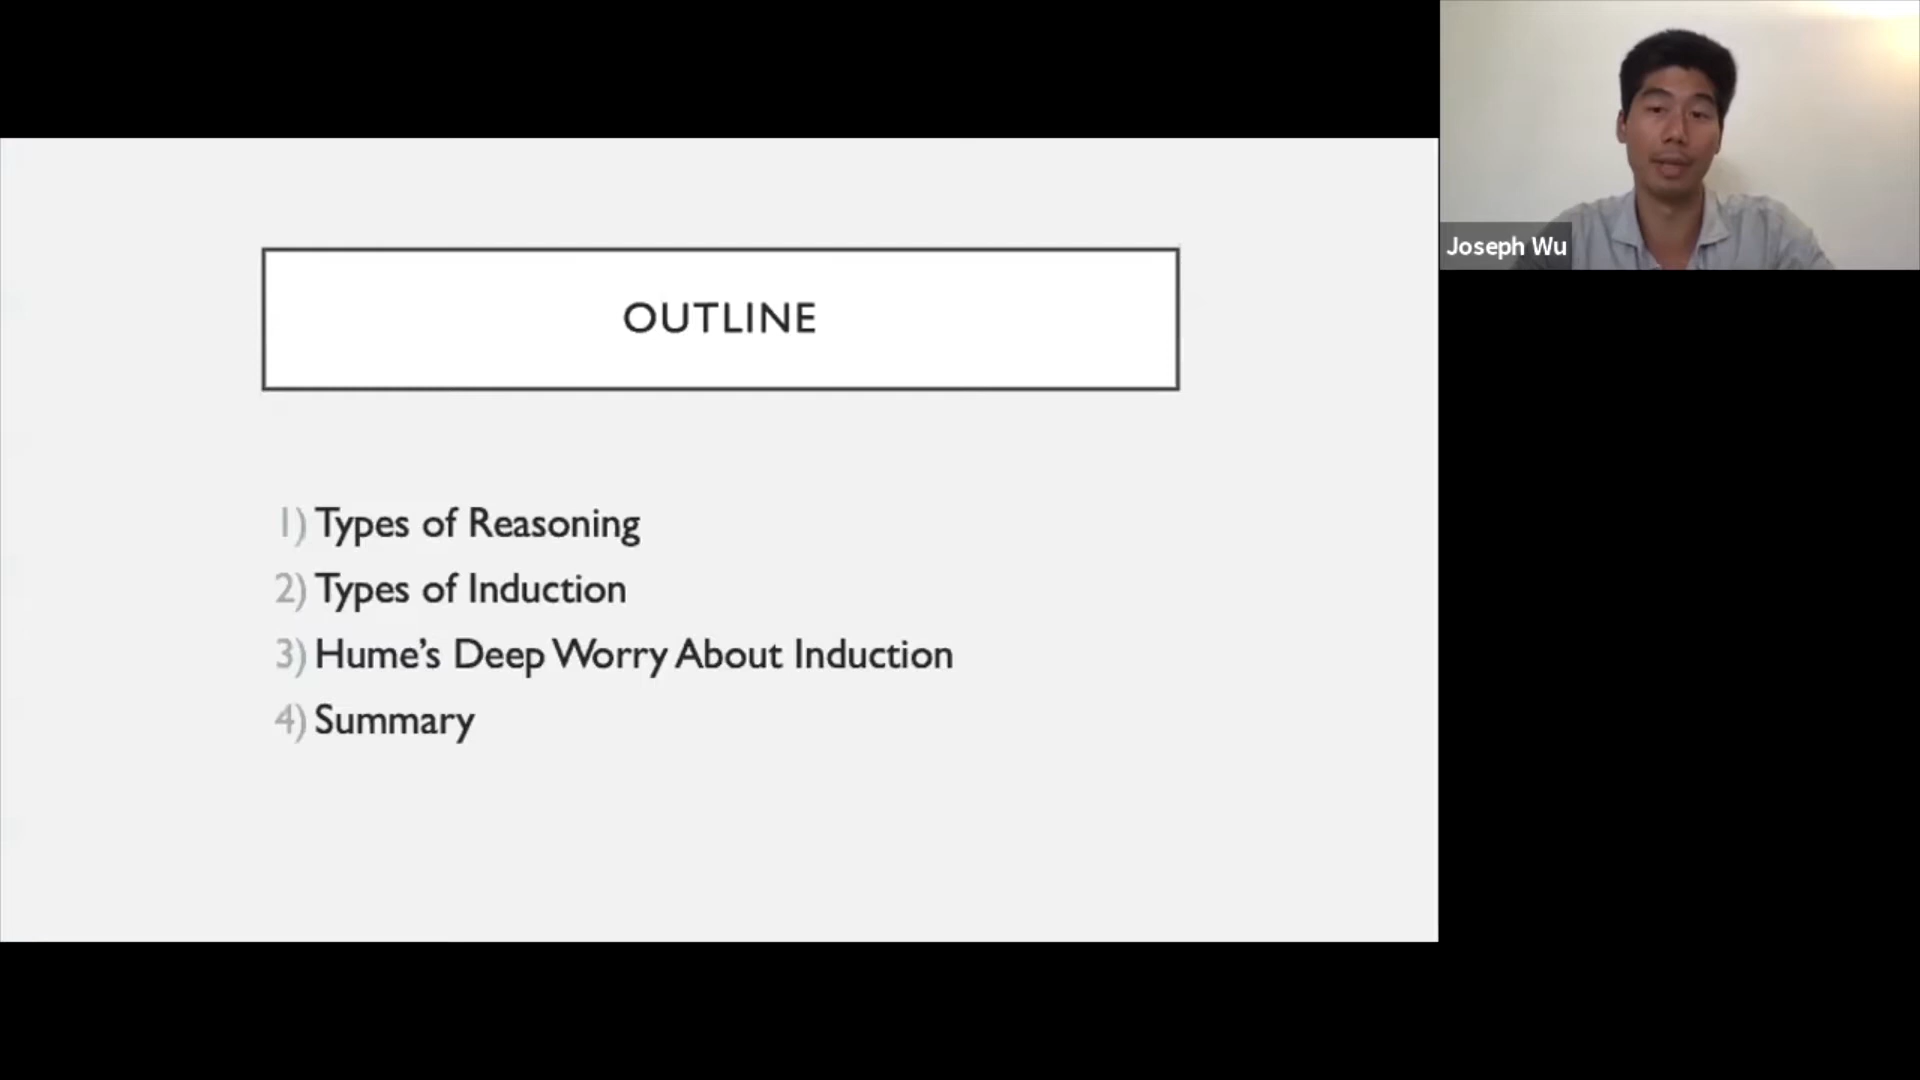 OUTLINE
1) Types of Reasoning
2) Types of Induction
3) Hume’s Deep Worry About Induction
4) Summary
Joseph Wu